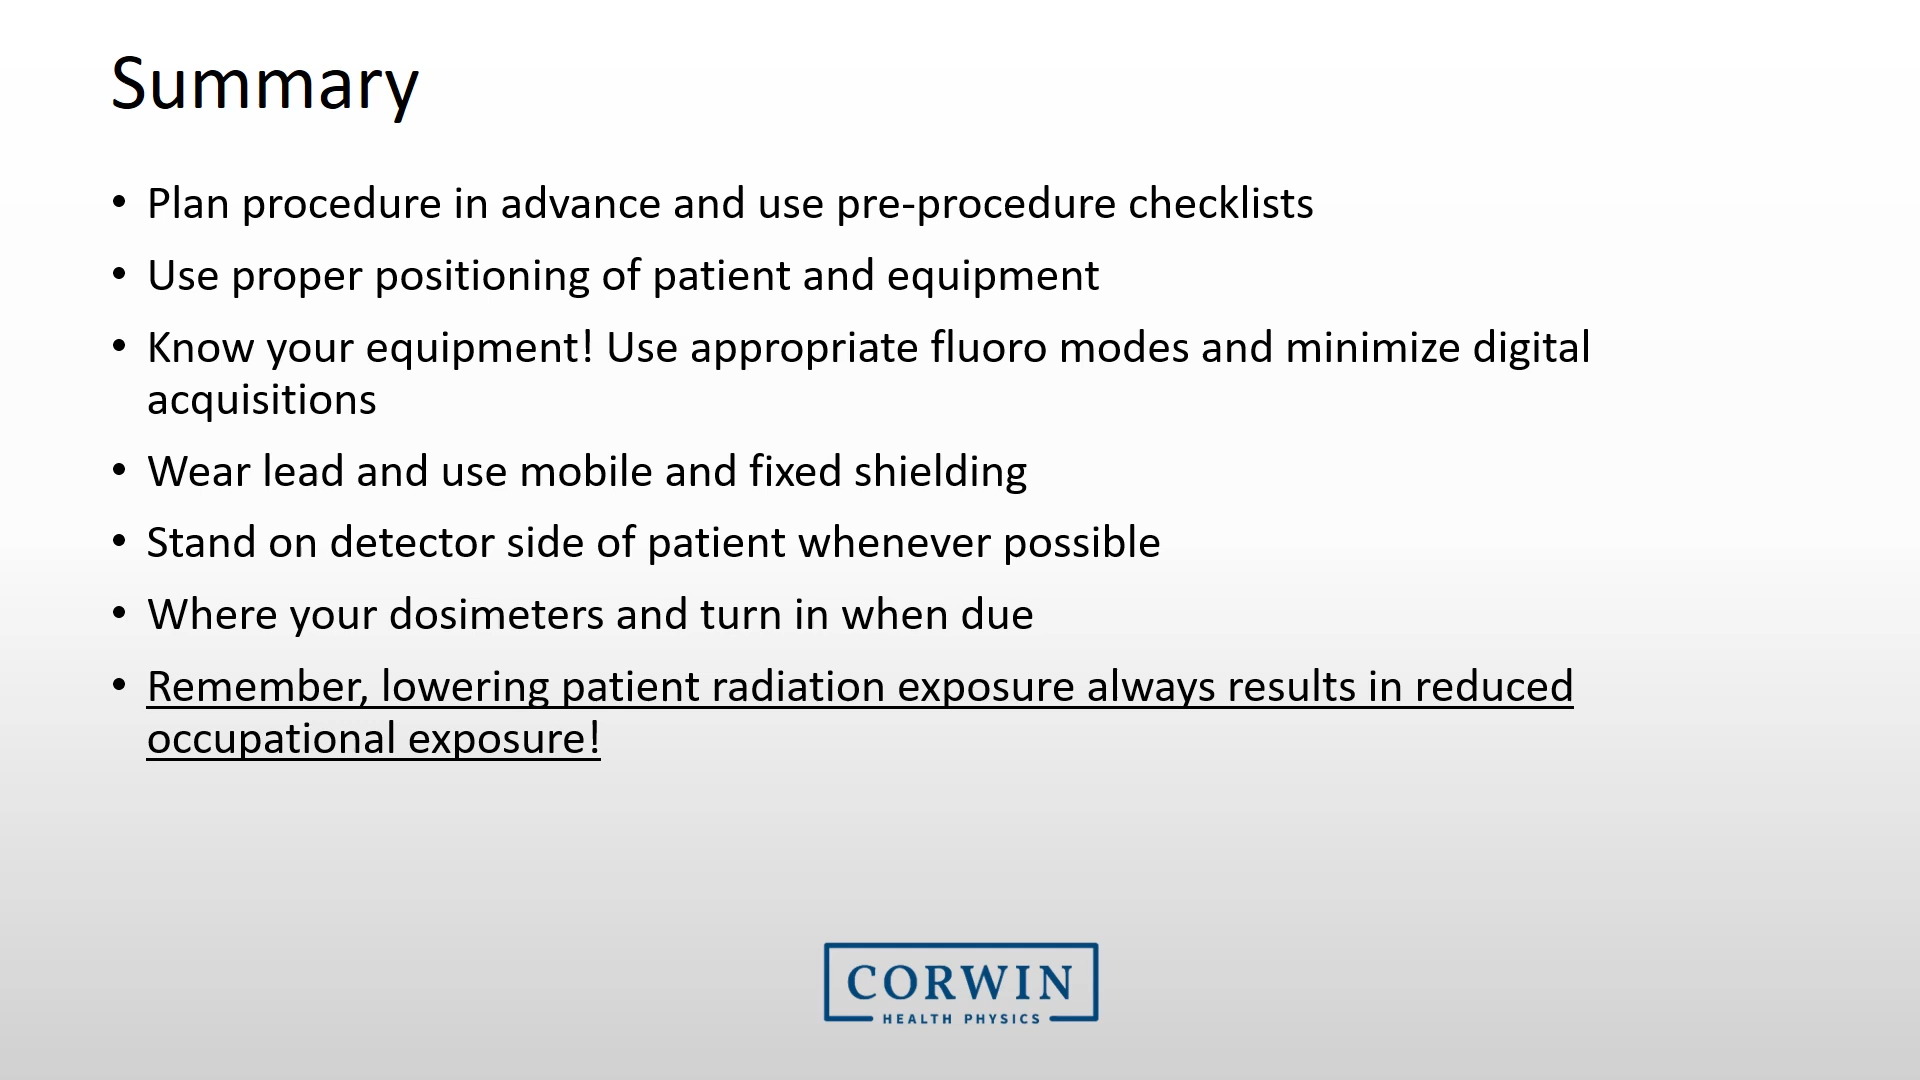 Summary
• Plan procedure in advance and use pre-procedure checklists
• Use proper positioning of patient and equipment
• Know your equipment! Use appropriate fluoro modes and minimize digital
acquisitions
• Wear lead and use mobile and fixed shielding
• Stand on detector side of patient whenever possible
• Where your dosimeters and turn in when due
• Remember, lowering patient radiation exposure always results in reduced
occupational exposure!
CORWIN
HEALTH PHYSICS